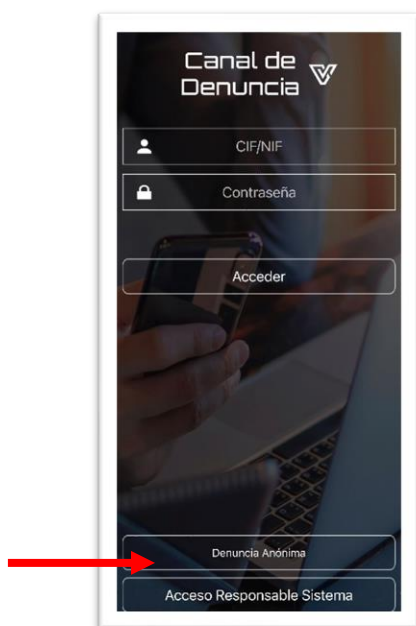 Canal de
Denuncia
CIF/NIF
Contraseña
Acceder
Denuncia Anónima
Acceso Responsable Sistema